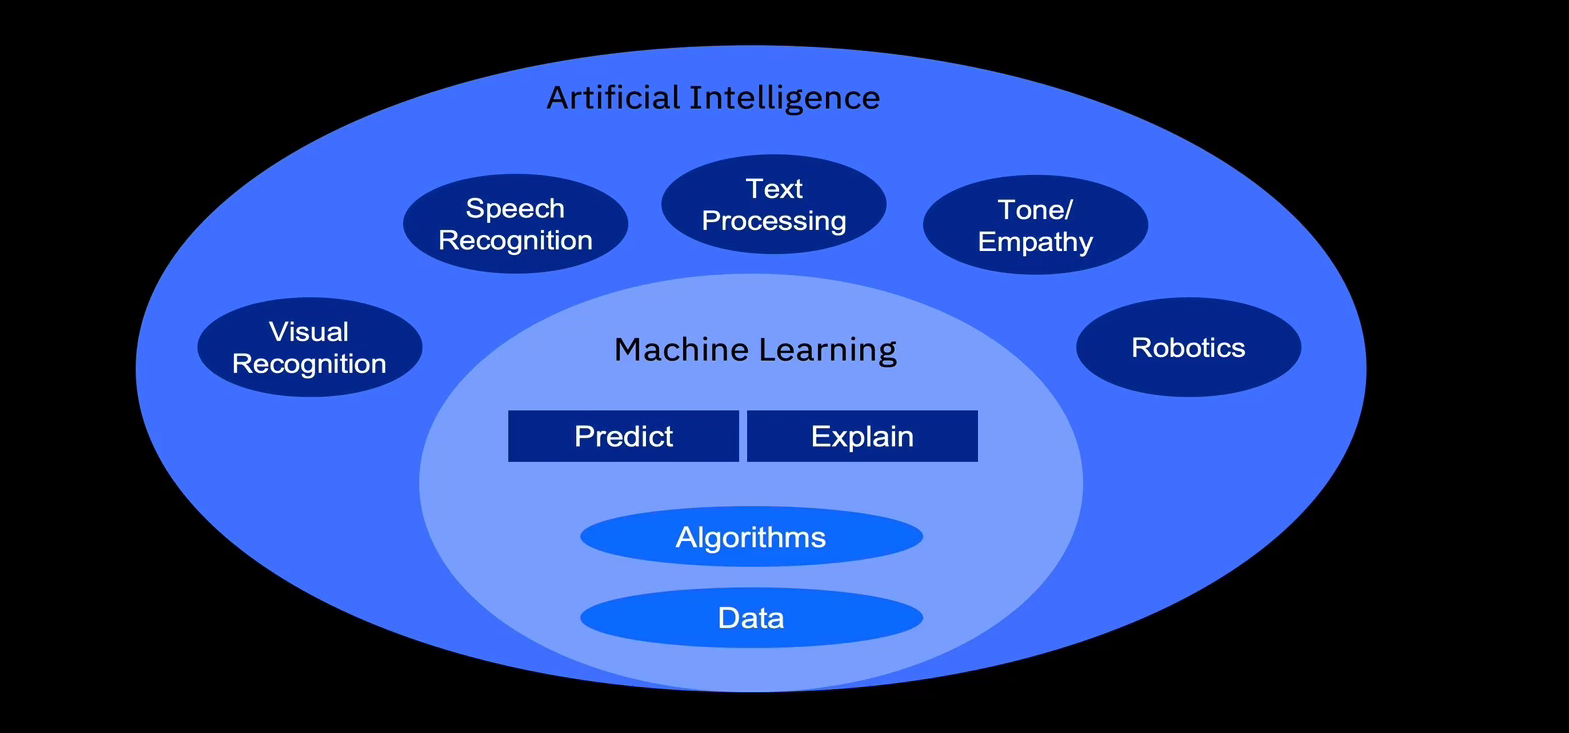 Artificial Intelligence
Text
Processing
Speech
Recognition
Tone/
Empathy
Visual
Recognition
Robotics
Machine Learning
Predict
Explain
Algorithms
Data